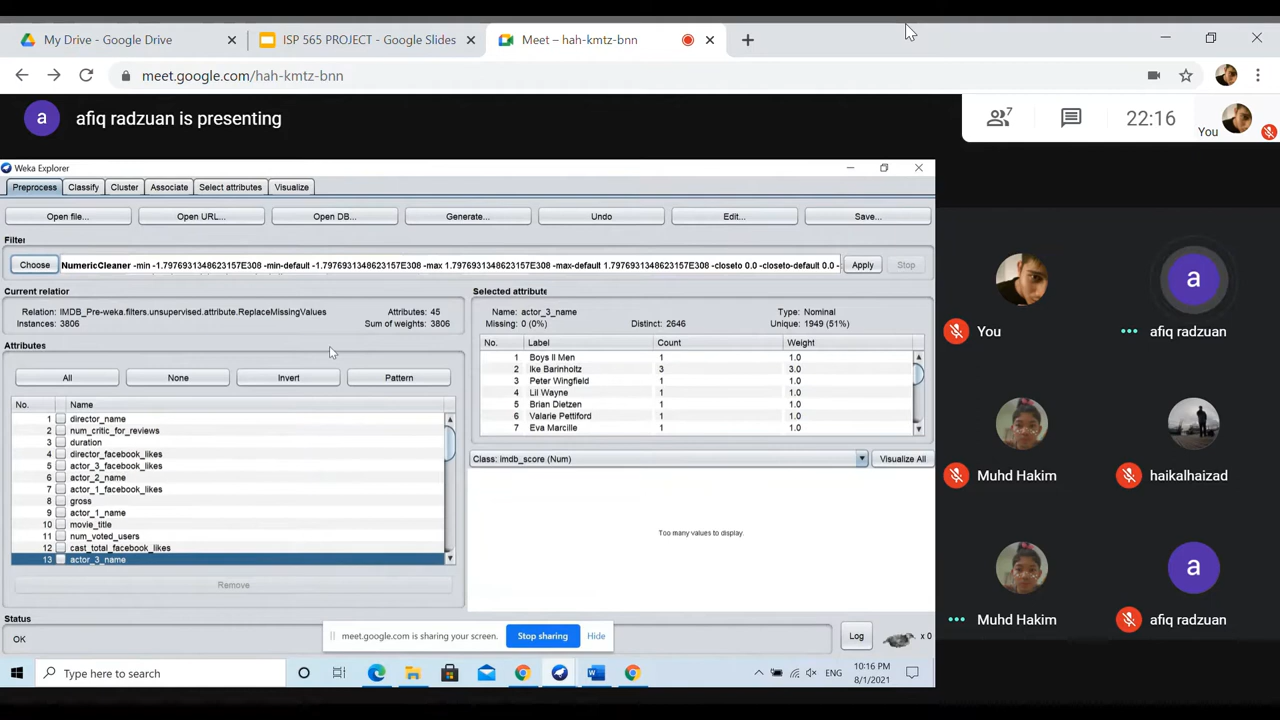 My Drive - Google Drive
ISP 565 PROJECT - Google Slides
Meet – hah-kmtz-bnn
meet.google.com/hah-kmtz-bnn
a afiq radzuan is presenting
7
22:16
You
Weka Explorer
Preprocess Classify Cluster Associate Select attributes Visualize
Open file... Open URL... Open DB... Generate... Undo Edit... Save...
Filter
Choose NumericCleaner -min -1.7976931348623157E308 -min-default -1.7976931348623157E308 -max 1.7976931348623157E308 -max-default 1.7976931348623157E308 -closeto 0.0 -closeto-default 0.0 - Apply Stop
Current relation
Relation: IMDB_Pre-weka.filters.unsupervised.attribute.ReplaceMissingValues Attributes: 45
Instances: 3806 Sum of weights: 3806
Attributes
All None Invert Pattern
No. Name
1 director_name
2 num_critic_for_reviews
3 duration
4 director_facebook_likes
5 actor_3_facebook_likes
6 actor_2_name
7 actor_1_facebook_likes
8 gross
9 actor_1_name
10 movie_title
11 num_voted_users
12 cast_total_facebook_likes
13 actor_3_name
Remove
Selected attribute
Name: actor_3_name Type: Nominal
Missing: 0 (0%) Distinct: 2646 Unique: 1949 (51%)
No. Label Count Weight
1 Boys II Men 1 1.0
2 Ike Barinholtz 3 3.0
3 Peter Wingfield 1 1.0
4 Lil Wayne 1 1.0
5 Brian Dietzen 1 1.0
6 Valarie Pettiford 1 1.0
7 Eva Marcille 1 1.0
Class: imdb_score (Num) Visualize All
Too many values to display.
Status
OK
Log
x 0
meet.google.com is sharing your screen. Stop sharing Hide
Type here to search
ENG
10:16 PM
8/1/2021
a
You
afiq radzuan
Muhd Hakim
haikalhaizad
a
Muhd Hakim
afiq radzuan